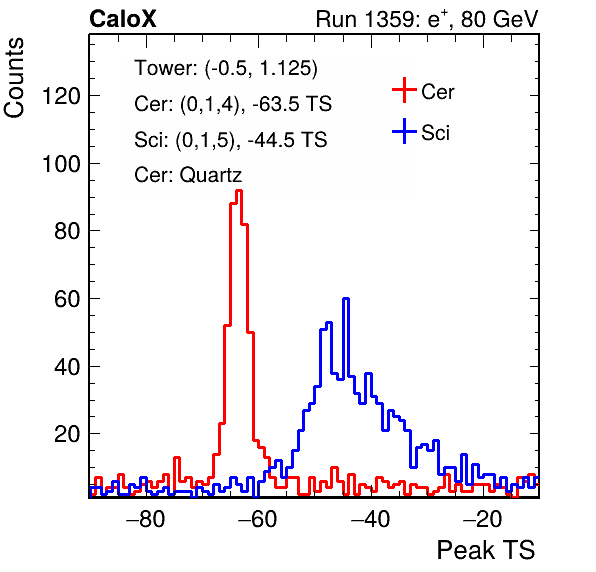 CaloX Run 1359: e⁺, 80 GeV
Counts
Tower: (-0.5, 1.125)
Cer: (0,1,4), -63.5 TS
Sci: (0,1,5), -44.5 TS
Cer: Quartz
Cer
Sci
120
100
80
60
40
20
−80 −60 −40 −20
Peak TS